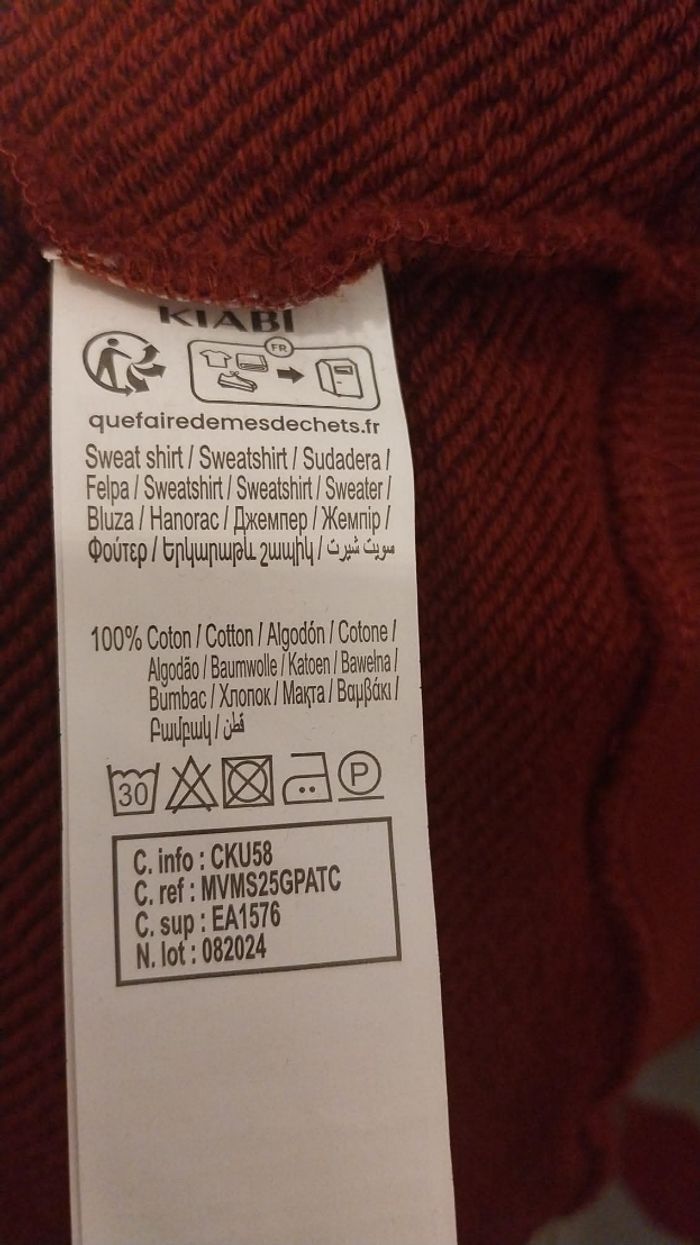 KIABI
FR
quefairedemesdechets.fr
Sweat shirt / Sweatshirt / Sudadera /
Felpa / Sweatshirt / Sweatshirt / Sweater /
Bluza / Hanorac / Джемпер / Жемпір /
Φούτερ / Երկարաթև շապիկ / سويت شيرت
100% Coton / Cotton / Algodón / Cotone /
Algodão / Baumwolle / Katoen / Bawełna /
Bumbac / Хлопок / Мақта / Βαμβάκι /
Բամբակ / قطن
30 P
C. info : CKU58
C. ref : MVMS25GPATC
C. sup : EA1576
N. lot : 082024